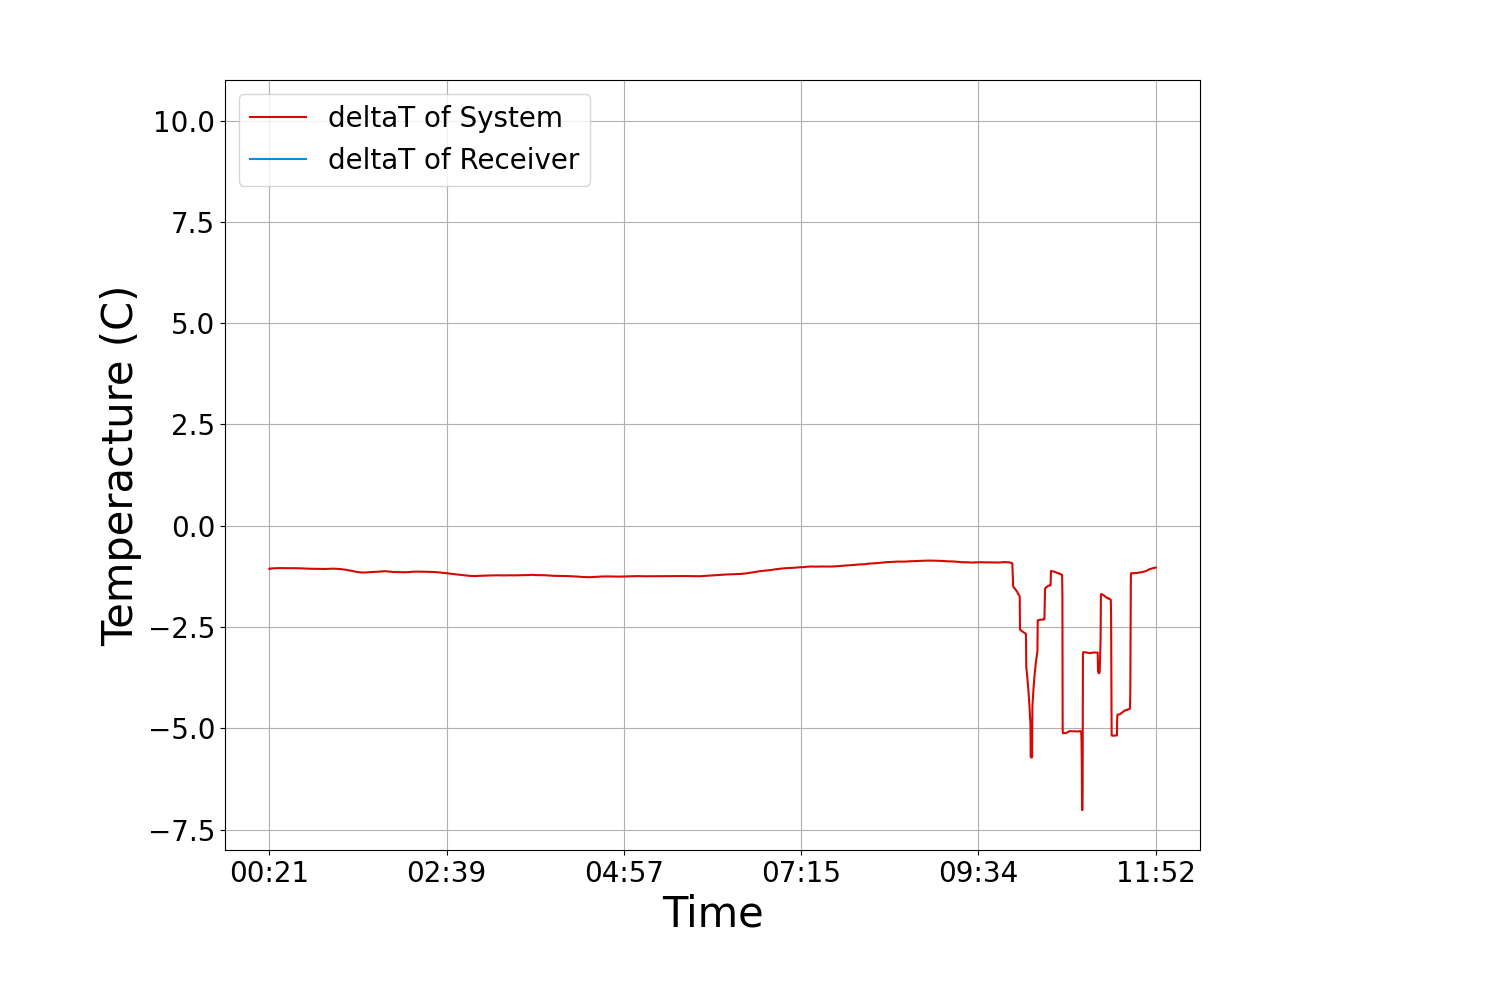 deltaT of System
deltaT of Receiver
10.0
7.5
5.0
2.5
0.0
−2.5
−5.0
−7.5
Temperacture (C)
00:21 02:39 04:57 07:15 09:34 11:52
Time